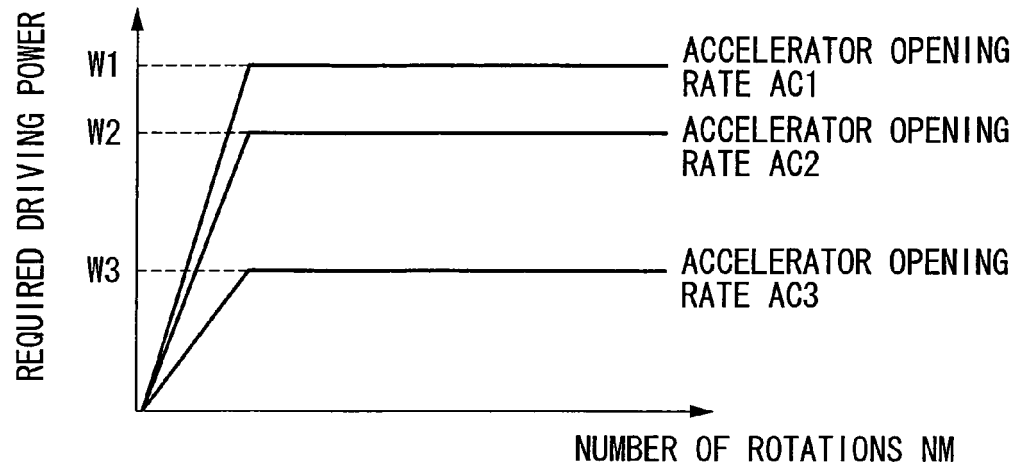 REQUIRED DRIVING POWER
W1
ACCELERATOR OPENING
RATE AC1
W2
ACCELERATOR OPENING
RATE AC2
W3
ACCELERATOR OPENING
RATE AC3
NUMBER OF ROTATIONS NM